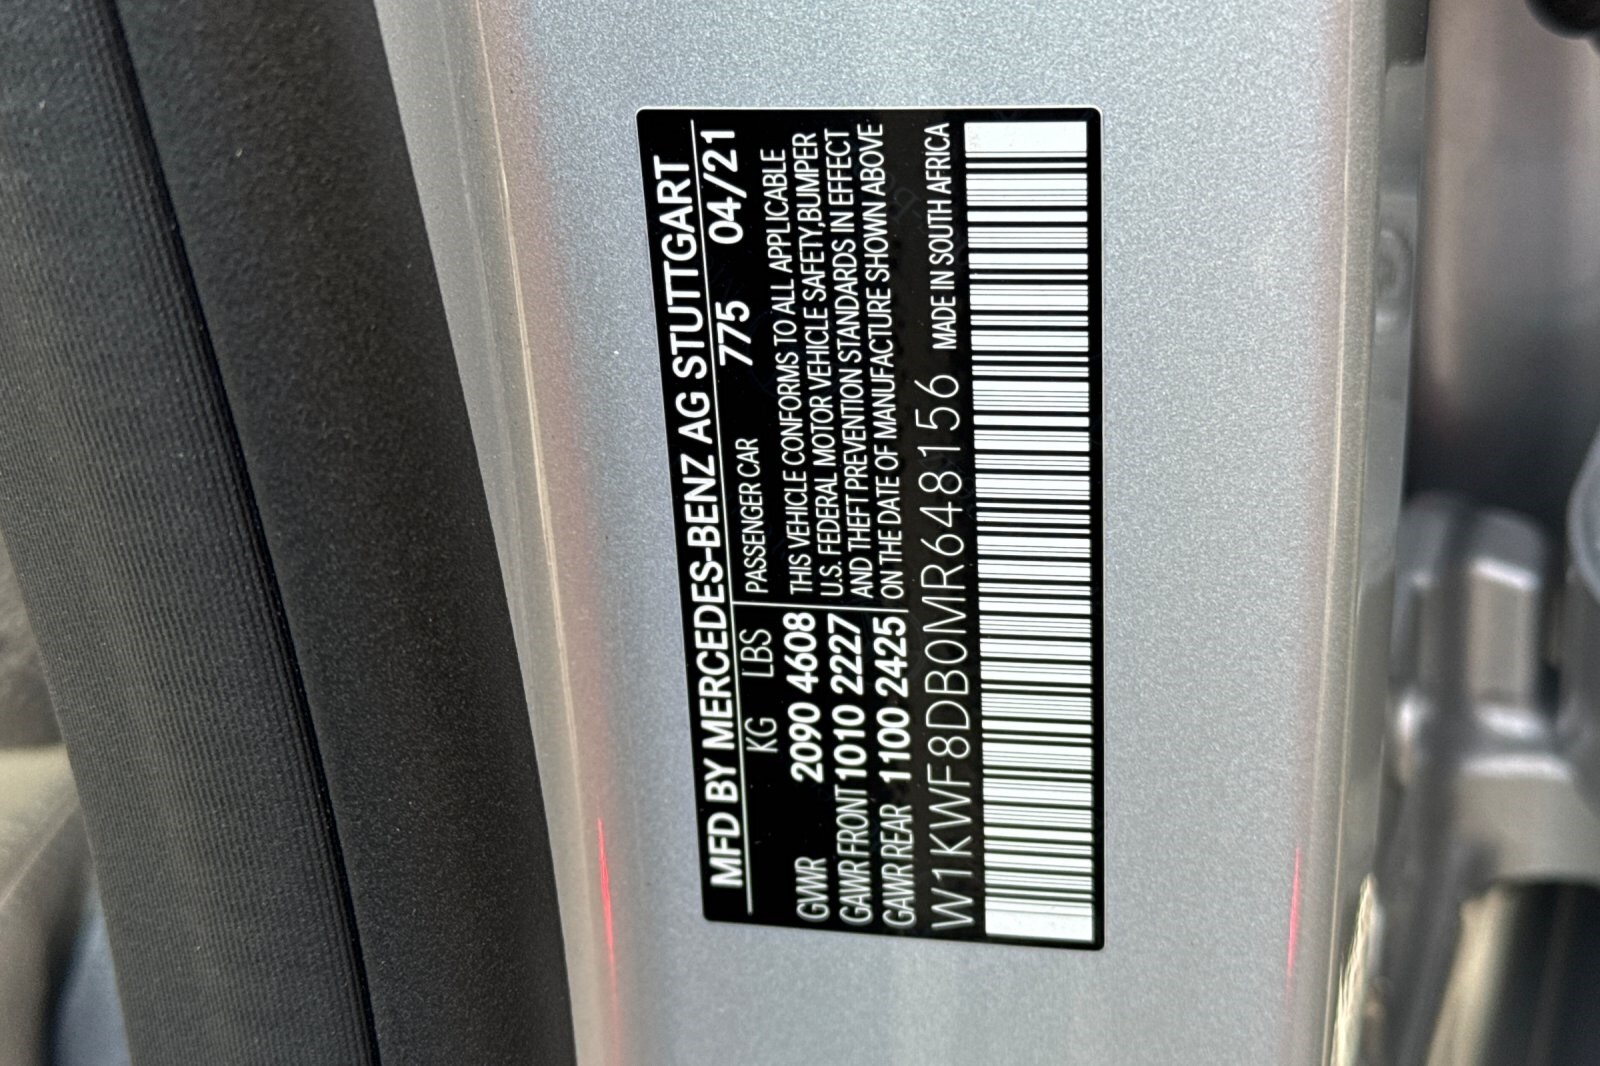 MFD BY MERCEDES-BENZ AG STUTTGART
KG LBS PASSENGER CAR 775 04/21
GVWR 2090 4608 THIS VEHICLE CONFORMS TO ALL APPLICABLE
GAWR FRONT 1010 2227 U.S. FEDERAL MOTOR VEHICLE SAFETY,BUMPER
GAWR REAR 1100 2425 AND THEFT PREVENTION STANDARDS IN EFFECT
ON THE DATE OF MANUFACTURE SHOWN ABOVE
W1KWF8DB0MR648156 MADE IN SOUTH AFRICA